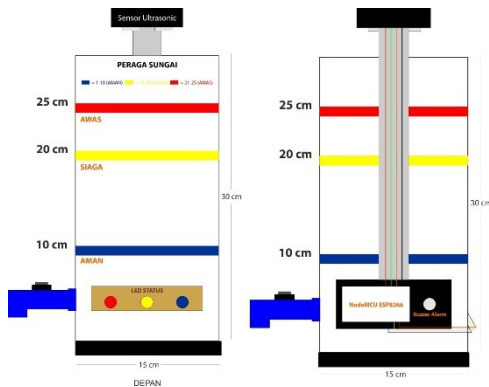 Sensor Ultrasonic
PERAGA SUNGAI
= 1-10 (AMAN)
= 21-25 (AWAS)
25 cm
AWAS
20 cm
SIAGA
30 cm
10 cm
AMAN
LED STATUS
15 cm
DEPAN
25 cm
20 cm
30 cm
10 cm
NodeMCU ESP8266
Buzzer Alarm
15 cm